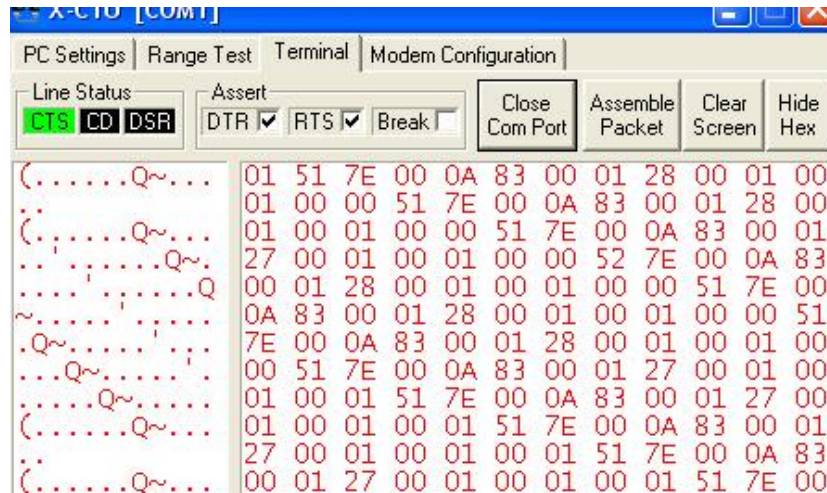 X-CTU [COM1]
PC Settings Range Test Terminal Modem Configuration
Line Status Assert
CTS CD DSR DTR RTS Break
Close Com Port
Assemble Packet
Clear Screen
Hide Hex
(......Q~... 01 51 7E 00 0A 83 00 01 28 00 01 00
.. 01 00 00 51 7E 00 0A 83 00 01 28 00
(......Q~... 01 00 01 00 00 51 7E 00 0A 83 00 01
..'......Q~. 27 00 01 00 01 00 00 52 7E 00 0A 83
....'......Q 00 01 28 00 01 00 01 00 00 51 7E 00
~.....'..... 0A 83 00 01 28 00 01 00 01 00 00 51
.Q~.....'... 7E 00 0A 83 00 01 28 00 01 00 01 00
...Q~.....'. 00 51 7E 00 0A 83 00 01 27 00 01 00
.....Q~..... 01 00 01 51 7E 00 0A 83 00 01 27 00
(......Q~... 01 00 01 00 01 51 7E 00 0A 83 00 01
.. 27 00 01 00 01 00 01 51 7E 00 0A 83
(......Q~... 00 01 27 00 01 00 01 00 01 51 7E 00